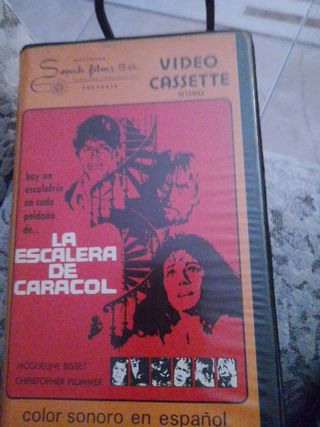 Sopeli films s.a.
PRESENTA
VIDEO
CASSETTE
BETAMAX
hay un
escalofrío
en cada
peldaño
de...
LA
ESCALERA
DE
CARACOL
JACQUELINE BISSET
CHRISTOPHER PLUMMER
color sonoro en español